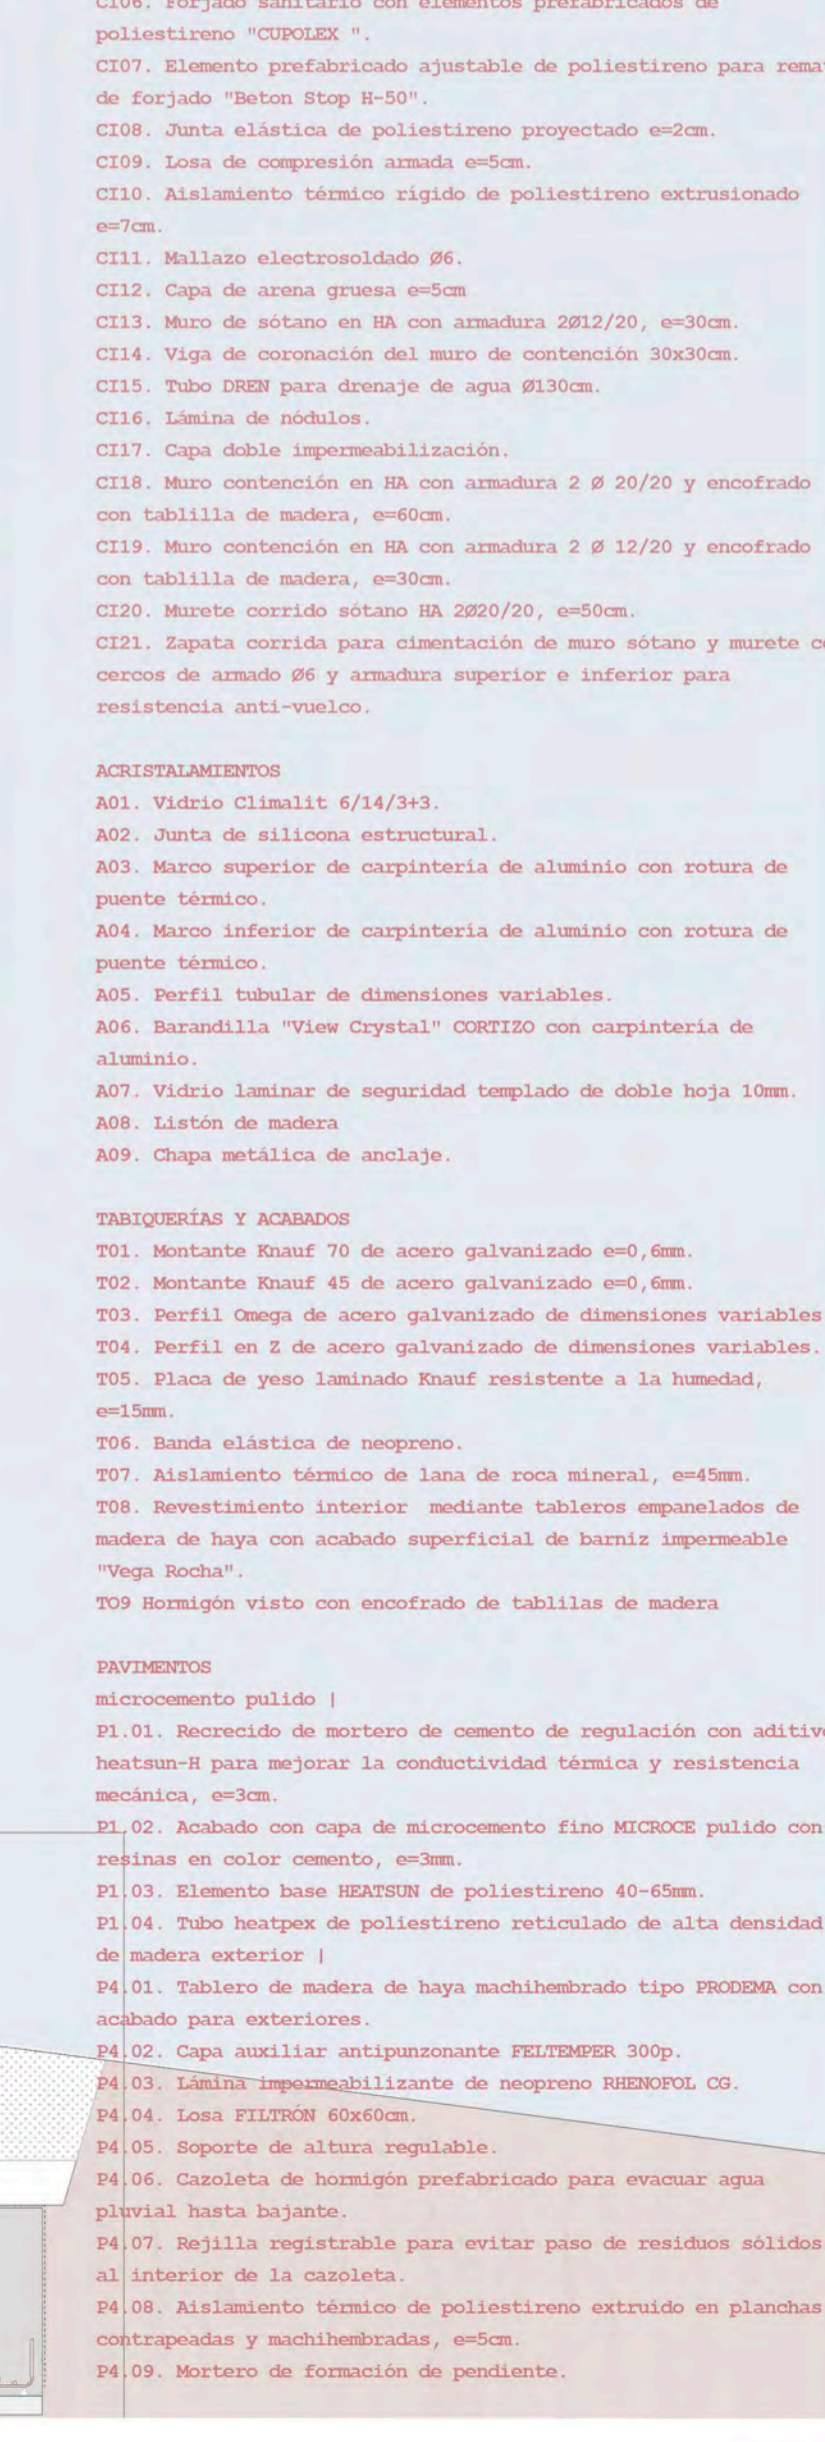 CI06. Forjado sanitario con elementos prefabricados de
poliestireno "CUPOLEX ".
CI07. Elemento prefabricado ajustable de poliestireno para rema
de forjado "Beton Stop H-50".
CI08. Junta elástica de poliestireno proyectado e=2cm.
CI09. Losa de compresión armada e=5cm.
CI10. Aislamiento térmico rígido de poliestireno extrusionado
e=7cm.
CI11. Mallazo electrosoldado Ø6.
CI12. Capa de arena gruesa e=5cm
CI13. Muro de sótano en HA con armadura 2Ø12/20, e=30cm.
CI14. Viga de coronación del muro de contención 30x30cm.
CI15. Tubo DREN para drenaje de agua Ø130cm.
CI16. Lámina de nódulos.
CI17. Capa doble impermeabilización.
CI18. Muro contención en HA con armadura 2 Ø 20/20 y encofrado
con tablilla de madera, e=60cm.
CI19. Muro contención en HA con armadura 2 Ø 12/20 y encofrado
con tablilla de madera, e=30cm.
CI20. Murete corrido sótano HA 2Ø20/20, e=50cm.
CI21. Zapata corrida para cimentación de muro sótano y murete c
cercos de armado Ø6 y armadura superior e inferior para
resistencia anti-vuelco.
ACRISTALAMIENTOS
A01. Vidrio Climalit 6/14/3+3.
A02. Junta de silicona estructural.
A03. Marco superior de carpintería de aluminio con rotura de
puente térmico.
A04. Marco inferior de carpintería de aluminio con rotura de
puente térmico.
A05. Perfil tubular de dimensiones variables.
A06. Barandilla "View Crystal" CORTIZO con carpintería de
aluminio.
A07. Vidrio laminar de seguridad templado de doble hoja 10mm.
A08. Listón de madera
A09. Chapa metálica de anclaje.
TABIQUERÍAS Y ACABADOS
T01. Montante Knauf 70 de acero galvanizado e=0,6mm.
T02. Montante Knauf 45 de acero galvanizado e=0,6mm.
T03. Perfil Omega de acero galvanizado de dimensiones variables
T04. Perfil en Z de acero galvanizado de dimensiones variables.
T05. Placa de yeso laminado Knauf resistente a la humedad,
e=15mm.
T06. Banda elástica de neopreno.
T07. Aislamiento térmico de lana de roca mineral, e=45mm.
T08. Revestimiento interior  mediante tableros empanelados de
madera de haya con acabado superficial de barniz impermeable
"Vega Rocha".
TO9 Hormigón visto con encofrado de tablilas de madera
PAVIMENTOS
microcemento pulido |
P1.01. Recrecido de mortero de cemento de regulación con aditiv
heatsun-H para mejorar la conductividad térmica y resistencia
mecánica, e=3cm.
P1.02. Acabado con capa de microcemento fino MICROCE pulido con
resinas en color cemento, e=3mm.
P1.03. Elemento base HEATSUN de poliestireno 40-65mm.
P1.04. Tubo heatpex de poliestireno reticulado de alta densidad
de madera exterior |
P4.01. Tablero de madera de haya machihembrado tipo PRODEMA con
acabado para exteriores.
P4.02. Capa auxiliar antipunzonante FELTEMPER 300p.
P4.03. Lámina impermeabilizante de neopreno RHENOFOL CG.
P4.04. Losa FILTRÓN 60x60cm.
P4.05. Soporte de altura regulable.
P4.06. Cazoleta de hormigón prefabricado para evacuar agua
pluvial hasta bajante.
P4.07. Rejilla registrable para evitar paso de residuos sólidos
al interior de la cazoleta.
P4.08. Aislamiento térmico de poliestireno extruido en planchas
contrapeadas y machihembradas, e=5cm.
P4.09. Mortero de formación de pendiente.